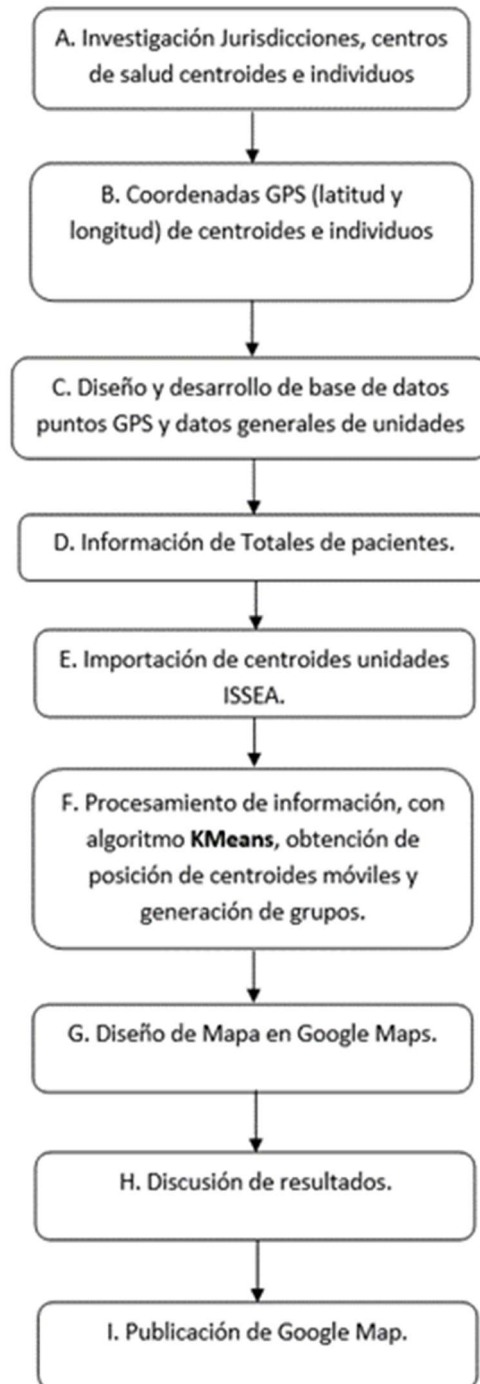 A. Investigación Jurisdicciones, centros
de salud centroides e individuos
B. Coordenadas GPS (latitud y
longitud) de centroides e individuos
C. Diseño y desarrollo de base de datos
puntos GPS y datos generales de unidades
D. Información de Totales de pacientes.
E. Importación de centroides unidades
ISSEA.
F. Procesamiento de información, con
algoritmo KMeans, obtención de
posición de centroides móviles y
generación de grupos.
G. Diseño de Mapa en Google Maps.
H. Discusión de resultados.
I. Publicación de Google Map.